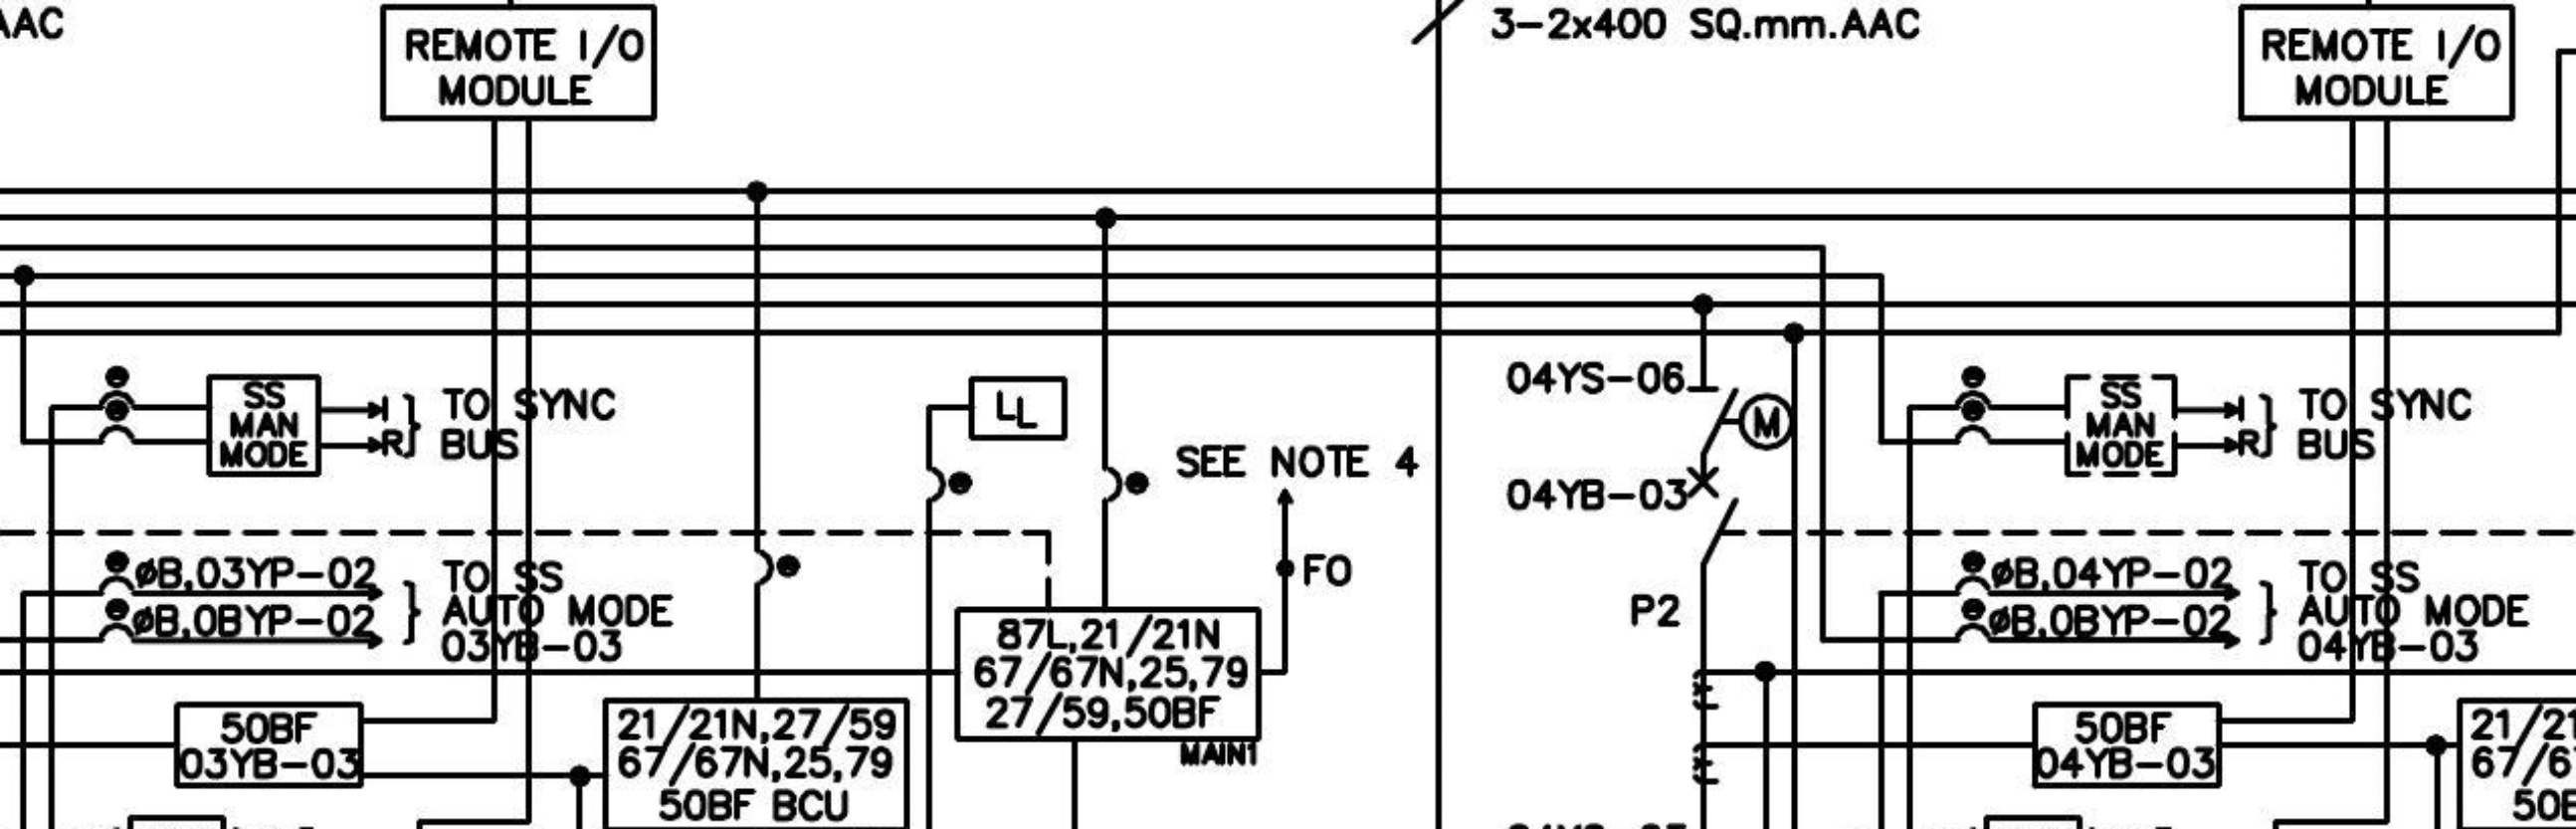 AAC
REMOTE I/O
MODULE
3-2x400 SQ.mm.AAC
REMOTE I/O
MODULE
SS
MAN
MODE
I
R
TO SYNC
BUS
LL
SEE NOTE 4
FO
04YS-06
M
04YB-03
P2
SS
MAN
MODE
I
R
TO SYNC
BUS
øB,03YP-02
øB,0BYP-02
TO SS
AUTO MODE
03YB-03
øB,04YP-02
øB,0BYP-02
TO SS
AUTO MODE
04YB-03
87L,21/21N
67/67N,25,79
27/59,50BF
MAIN1
50BF
03YB-03
21/21N,27/59
67/67N,25,79
50BF BCU
50BF
04YB-03
21/21
67/6
50B